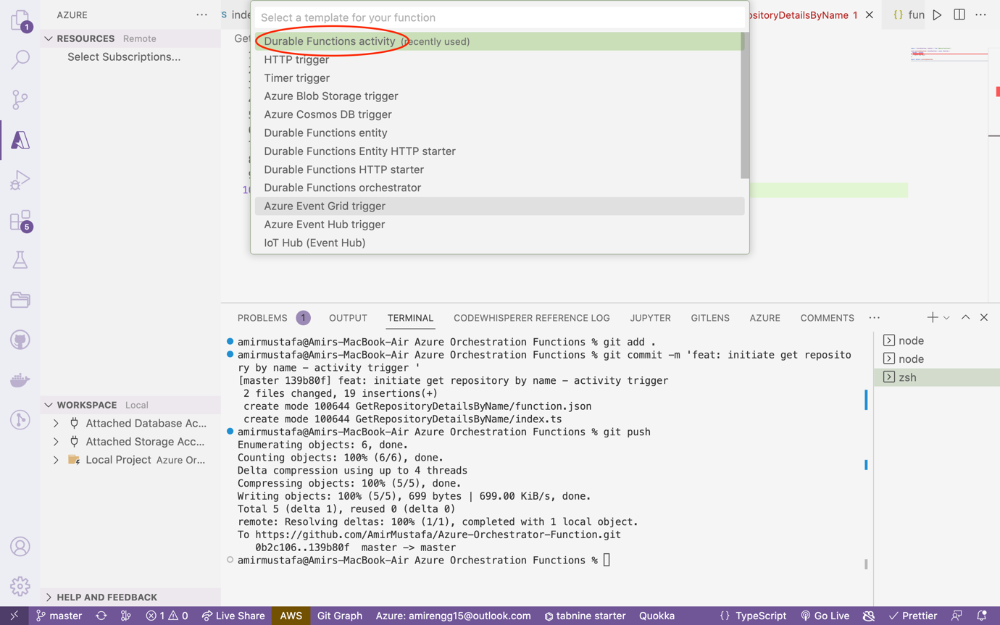 AZURE
RESOURCES Remote
Select Subscriptions...
WORKSPACE Local
Attached Database Ac...
Attached Storage Acc...
Local Project Azure Or...
HELP AND FEEDBACK
1
5
Select a template for your function
Durable Functions activity (recently used)
HTTP trigger
Timer trigger
Azure Blob Storage trigger
Azure Cosmos DB trigger
Durable Functions entity
Durable Functions Entity HTTP starter
Durable Functions HTTP starter
Durable Functions orchestrator
Azure Event Grid trigger
Azure Event Hub trigger
IoT Hub (Event Hub)
S inde
ositoryDetailsByName 1
{} fun
Get
PROBLEMS 1 OUTPUT TERMINAL CODEWHISPERER REFERENCE LOG JUPYTER GITLENS AZURE COMMENTS
amirmustafa@Amirs-MacBook-Air Azure Orchestration Functions % git add .
amirmustafa@Amirs-MacBook-Air Azure Orchestration Functions % git commit -m 'feat: initiate get reposito
ry by name - activity trigger '
[master 139b80f] feat: initiate get repository by name - activity trigger
2 files changed, 19 insertions(+)
create mode 100644 GetRepositoryDetailsByName/function.json
create mode 100644 GetRepositoryDetailsByName/index.ts
amirmustafa@Amirs-MacBook-Air Azure Orchestration Functions % git push
Enumerating objects: 6, done.
Counting objects: 100% (6/6), done.
Delta compression using up to 4 threads
Compressing objects: 100% (5/5), done.
Writing objects: 100% (5/5), 699 bytes | 699.00 KiB/s, done.
Total 5 (delta 1), reused 0 (delta 0)
remote: Resolving deltas: 100% (1/1), completed with 1 local object.
To https://github.com/AmirMustafa/Azure-Orchestrator-Function.git
0b2c106..139b80f master -> master
amirmustafa@Amirs-MacBook-Air Azure Orchestration Functions %
node
node
zsh
master 1 0 Live Share AWS Git Graph Azure: amirengg15@outlook.com tabnine starter Quokka {} TypeScript Go Live Prettier